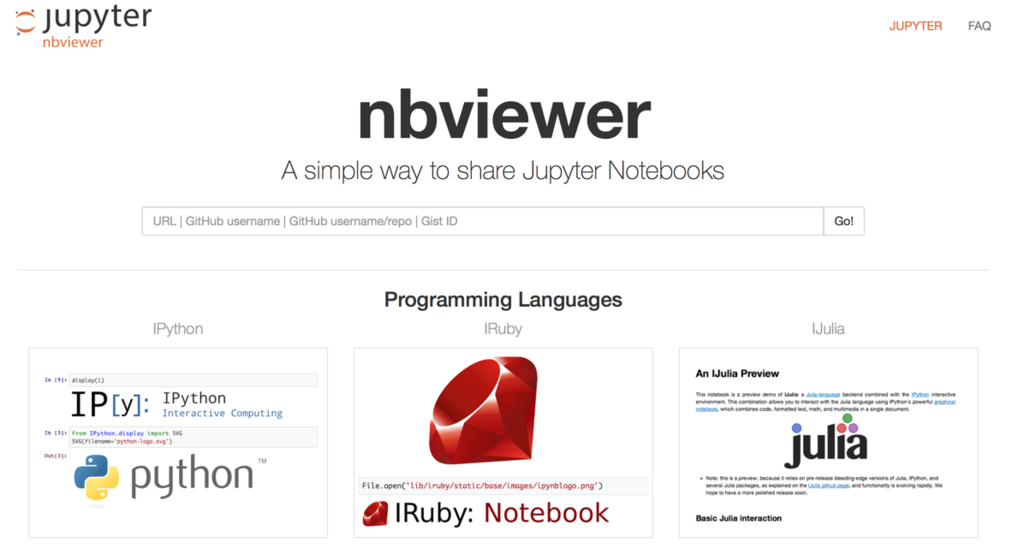 jupyter
nbviewer
JUPYTER FAQ
nbviewer
A simple way to share Jupyter Notebooks
URL | GitHub username | GitHub username/repo | Gist ID Go!
Programming Languages
IPython
IRuby
IJulia
In [9]: display(i)
IP[y]: IPython
Interactive Computing
In [3]: from IPython.display import SVG
SVG(filename='python-logo.svg')
Out[3]:
python™
File.open('lib/iruby/static/base/images/ipynblogo.png')
IRuby: Notebook
An IJulia Preview
This notebook is a preview demo of IJulia: a Julia-language backend combined with the IPython interactive
environment. This combination allows you to interact with the Julia language using IPython's powerful graphical
notebook, which combines code, formatted text, math, and multimedia in a single document.
julia
• Note: this is a preview, because it relies on pre-release bleeding-edge versions of Julia, IPython, and
several Julia packages, as explained on the IJulia github page, and functionality is evolving rapidly. We
hope to have a more polished release soon.
Basic Julia interaction